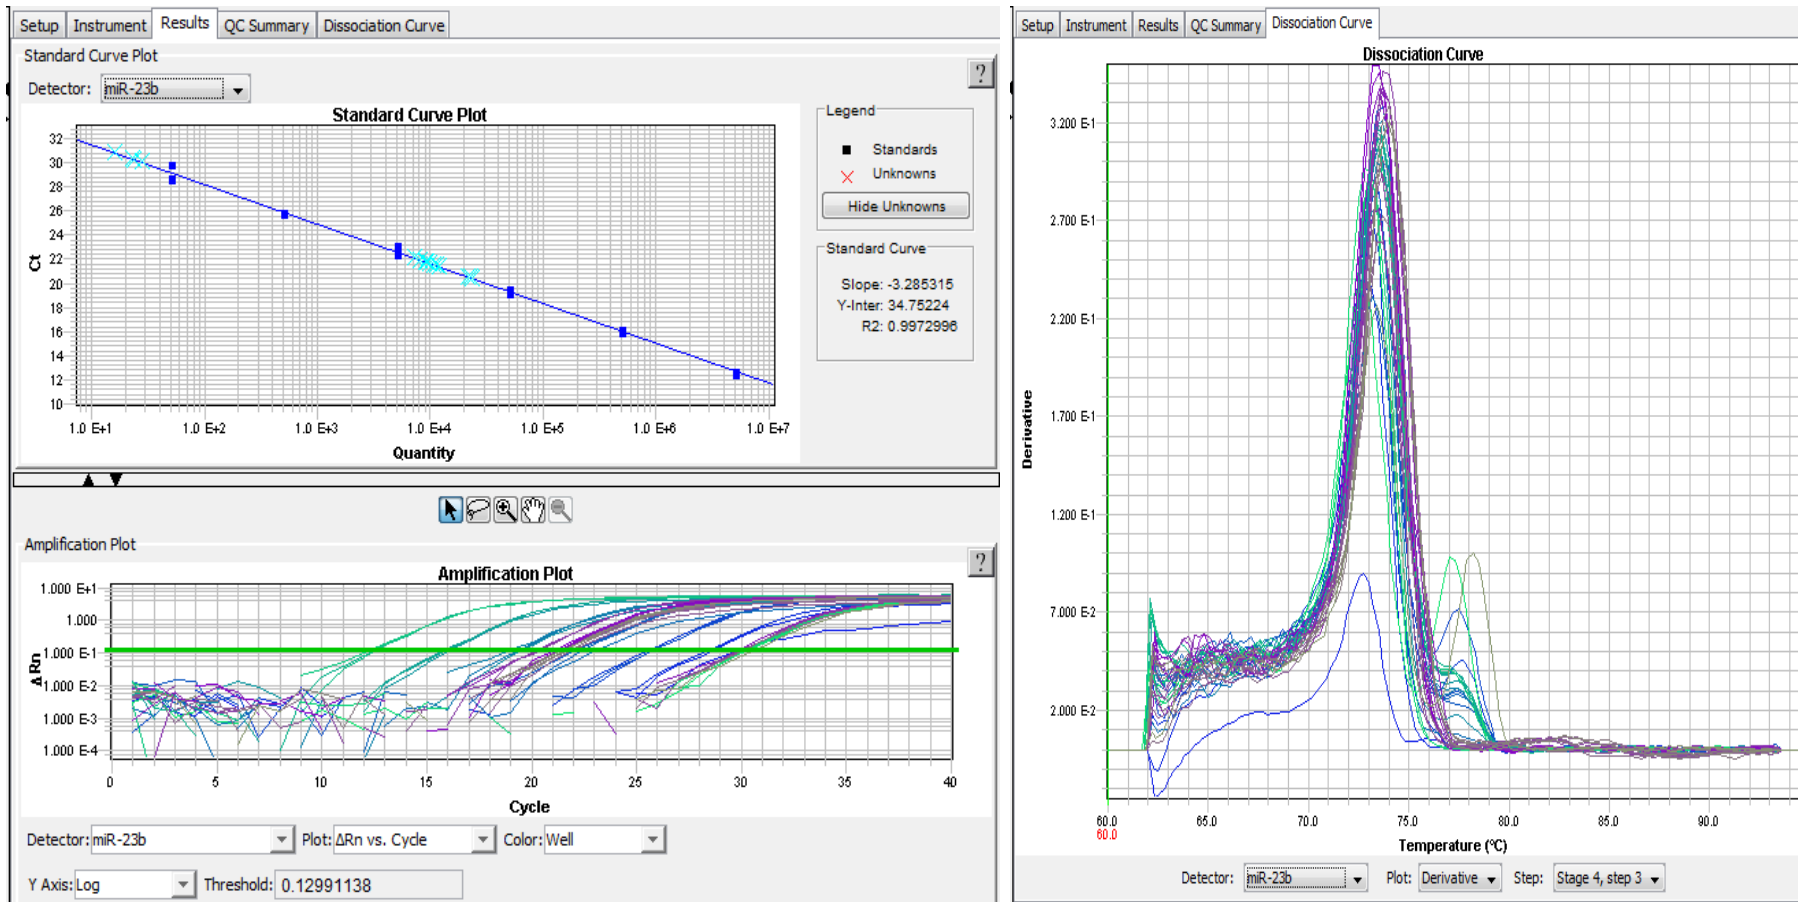 Setup Instrument Results QC Summary Dissociation Curve
Standard Curve Plot
Detector: miR-23b
?
Standard Curve Plot
32
30
28
26
24
22
20
18
16
14
12
10
Ct
1.0 E+1 1.0 E+2 1.0 E+3 1.0 E+4 1.0 E+5 1.0 E+6 1.0 E+7
Quantity
Legend
Standards
Unknowns
Hide Unknowns
Standard Curve
Slope: -3.285315
Y-Inter: 34.75224
R2: 0.9972996
Amplification Plot
?
Amplification Plot
1.000 E+1
1.000
1.000 E-1
1.000 E-2
1.000 E-3
1.000 E-4
ΔRn
0 5 10 15 20 25 30 35 40
Cycle
Detector: miR-23b Plot: ΔRn vs. Cycle Color: Well
Y Axis: Log Threshold: 0.12991138
Setup Instrument Results QC Summary Dissociation Curve
Dissociation Curve
3.200 E-1
2.700 E-1
2.200 E-1
1.700 E-1
1.200 E-1
7.000 E-2
2.000 E-2
Derivative
60.0 65.0 70.0 75.0 80.0 85.0 90.0
60.0
Temperature (°C)
Detector: miR-23b Plot: Derivative Step: Stage 4, step 3